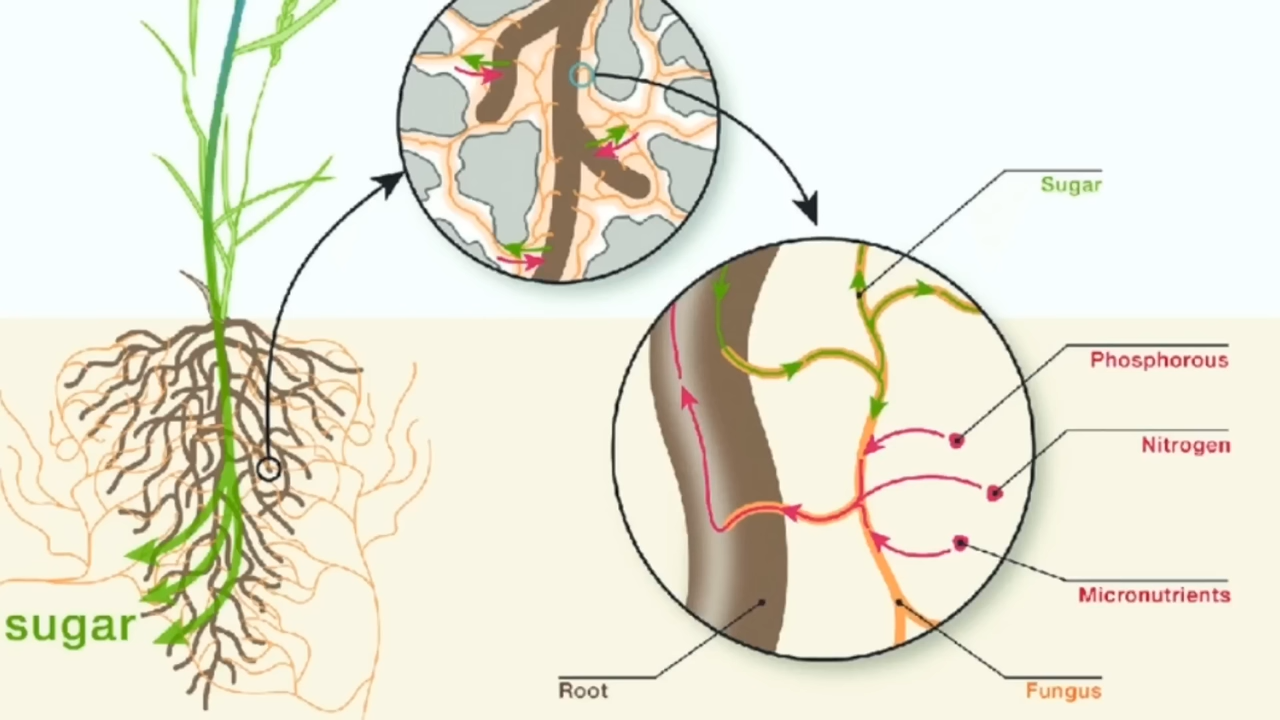 Sugar
Phosphorous
Nitrogen
Micronutrients
sugar
Root
Fungus